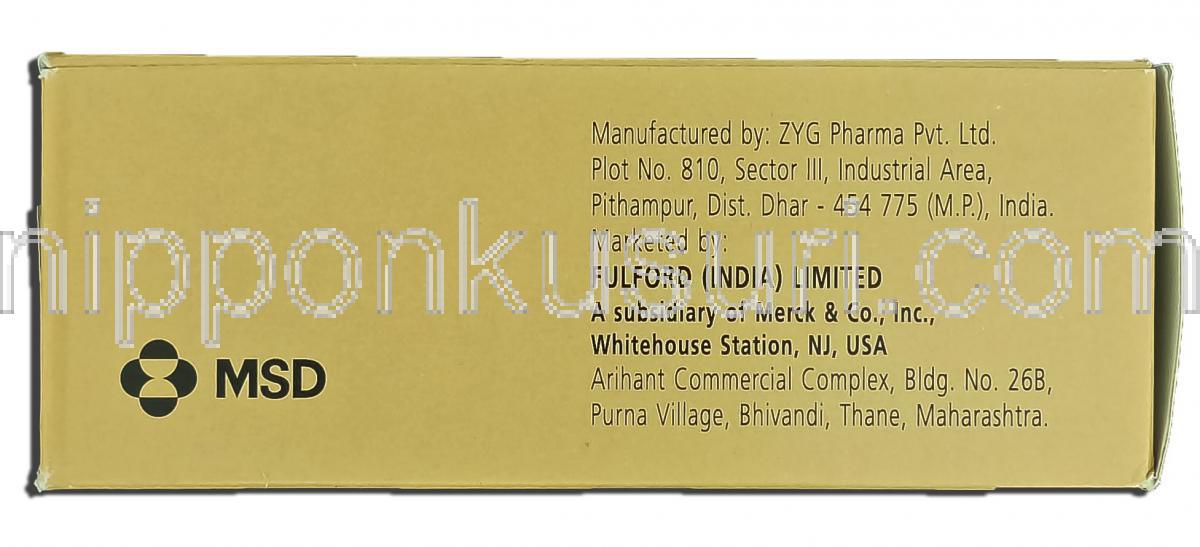 Manufactured by: ZYG Pharma Pvt. Ltd.
Plot No. 810, Sector III, Industrial Area,
Pithampur, Dist. Dhar - 454 775 (M.P.), India.
Marketed by:
FULFORD (INDIA) LIMITED
A subsidiary of Merck & Co., Inc.,
Whitehouse Station, NJ, USA
Arihant Commercial Complex, Bldg. No. 26B,
Purna Village, Bhivandi, Thane, Maharashtra.
MSD
nipponkusuri.com